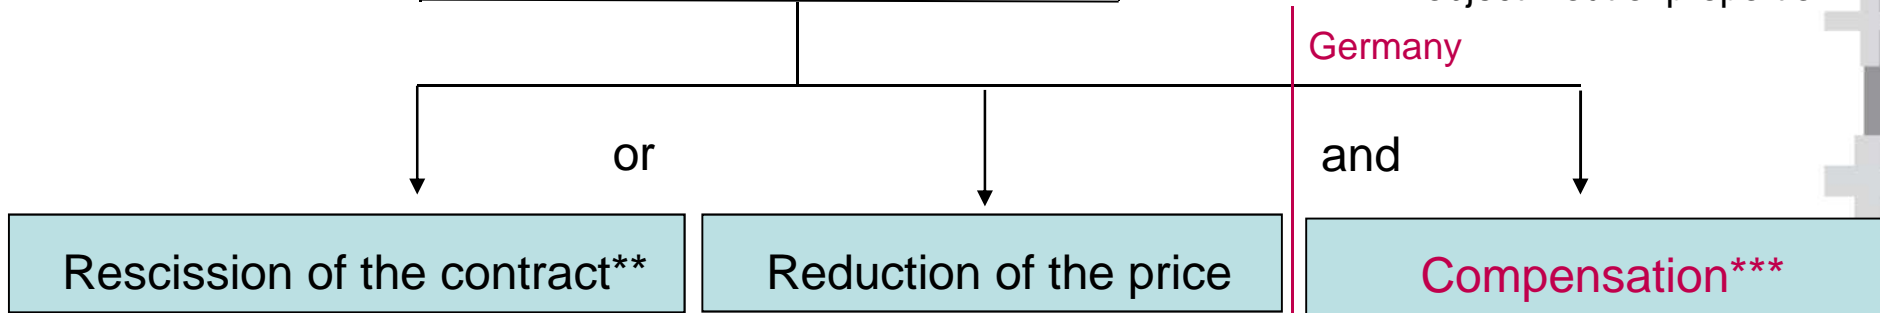 Germany
or
and
Rescission of the contract**
Reduction of the price
Compensation***